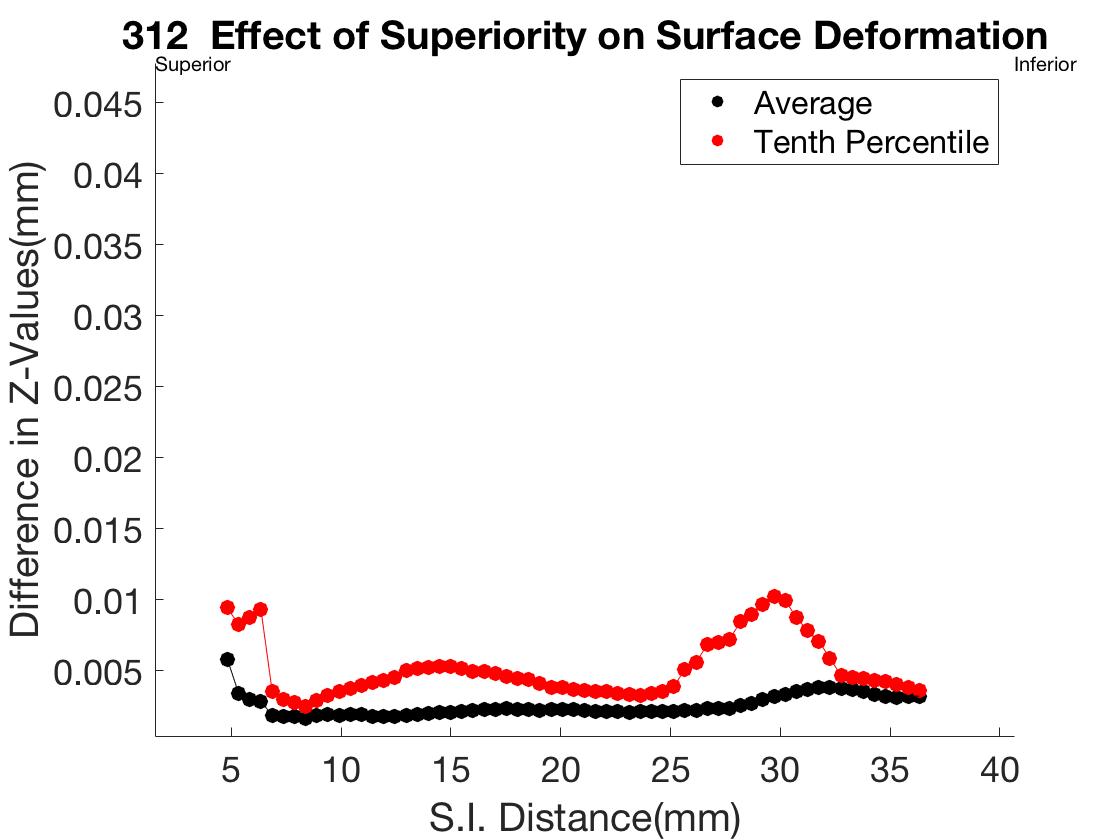 312  Effect of Superiority on Surface Deformation
Superior
Inferior
Average
Tenth Percentile
Difference in Z-Values(mm)
0.045
0.04
0.035
0.03
0.025
0.02
0.015
0.01
0.005
5 10 15 20 25 30 35 40
S.I. Distance(mm)